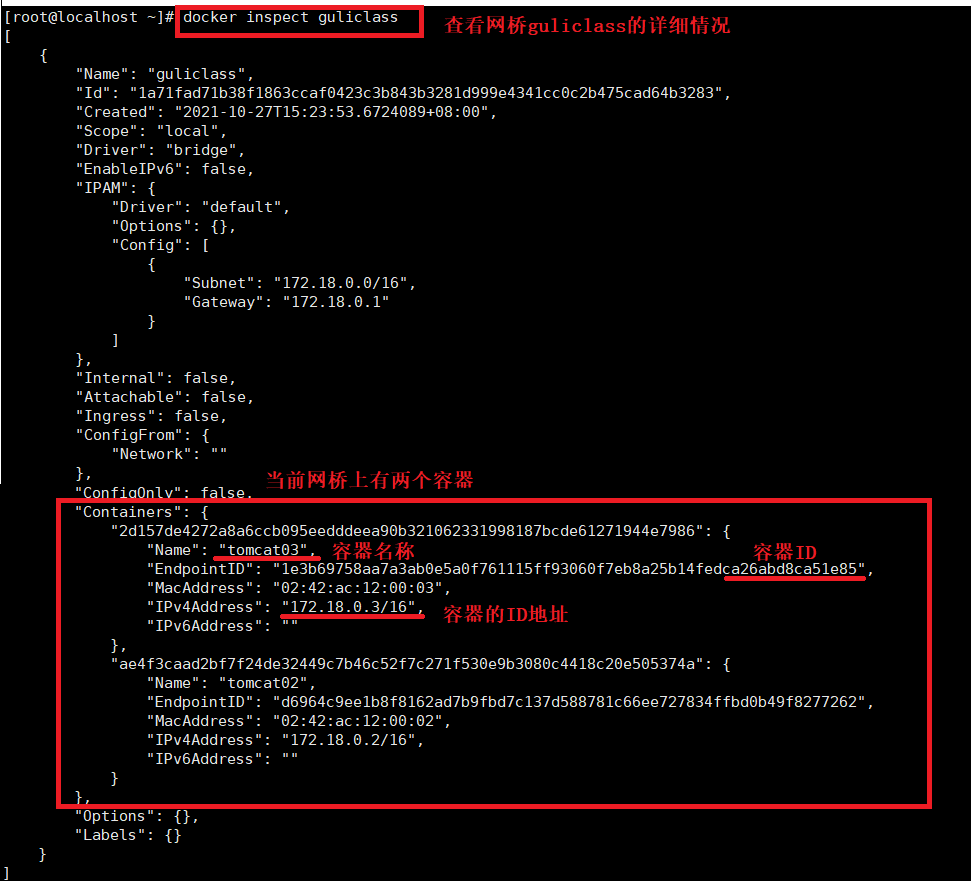 [root@localhost ~]# docker inspect guliclass 查看网桥guliclass的详细情况
[
{
"Name": "guliclass",
"Id": "1a71fad71b38f1863ccaf0423c3b843b3281d999e4341cc0c2b475cad64b3283",
"Created": "2021-10-27T15:23:53.6724089+08:00",
"Scope": "local",
"Driver": "bridge",
"EnableIPv6": false,
"IPAM": {
"Driver": "default",
"Options": {},
"Config": [
{
"Subnet": "172.18.0.0/16",
"Gateway": "172.18.0.1"
}
]
},
"Internal": false,
"Attachable": false,
"Ingress": false,
"ConfigFrom": {
"Network": ""
},
当前网桥上有两个容器
"ConfigOnly": false,
"Containers": {
"2d157de4272a8a6ccb095eedddeea90b321062331998187bcde61271944e7986": {
"Name": "tomcat03", 容器名称 容器ID
"EndpointID": "1e3b69758aa7a3ab0e5a0f761115ff93060f7eb8a25b14fedca26abd8ca51e85",
"MacAddress": "02:42:ac:12:00:03",
"IPv4Address": "172.18.0.3/16", 容器的ID地址
"IPv6Address": ""
},
"ae4f3caad2bf7f24de32449c7b46c52f7c271f530e9b3080c4418c20e505374a": {
"Name": "tomcat02",
"EndpointID": "d6964c9ee1b8f8162ad7b9fbd7c137d588781c66ee727834ffbd0b49f8277262",
"MacAddress": "02:42:ac:12:00:02",
"IPv4Address": "172.18.0.2/16",
"IPv6Address": ""
}
},
"Options": {},
"Labels": {}
}
]